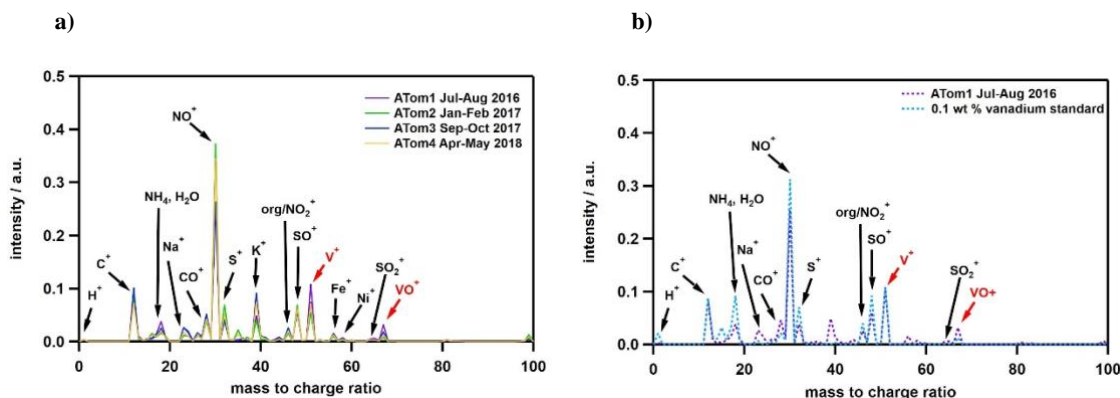 a)
0.5
0.4
0.3
0.2
0.1
0.0
intensity / a.u.
0
20
40
60
80
100
mass to charge ratio
ATom1 Jul-Aug 2016
ATom2 Jan-Feb 2017
ATom3 Sep-Oct 2017
ATom4 Apr-May 2018
H⁺
C⁺
NH₄, H₂O
Na⁺
CO⁺
NO⁺
S⁺
K⁺
org/NO₂⁺
SO⁺
V⁺
Fe⁺
Ni⁺
SO₂⁺
VO⁺
b)
0.5
0.4
0.3
0.2
0.1
0.0
intensity / a.u.
0
20
40
60
80
100
mass to charge ratio
ATom1 Jul-Aug 2016
0.1 wt % vanadium standard
H⁺
C⁺
NH₄, H₂O
Na⁺
CO⁺
NO⁺
S⁺
org/NO₂⁺
SO⁺
V⁺
SO₂⁺
VO+